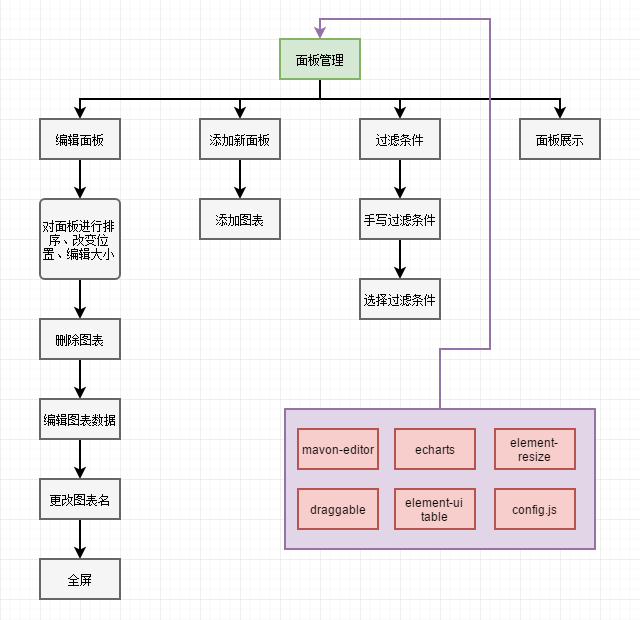 面板管理
编辑面板
添加新面板
过滤条件
面板展示
对面板进行排
序、改变位
置、编辑大小
添加图表
手写过滤条件
选择过滤条件
删除图表
编辑图表数据
更改图表名
全屏
mavon-editor
echarts
element-
resize
draggable
element-ui
table
config.js